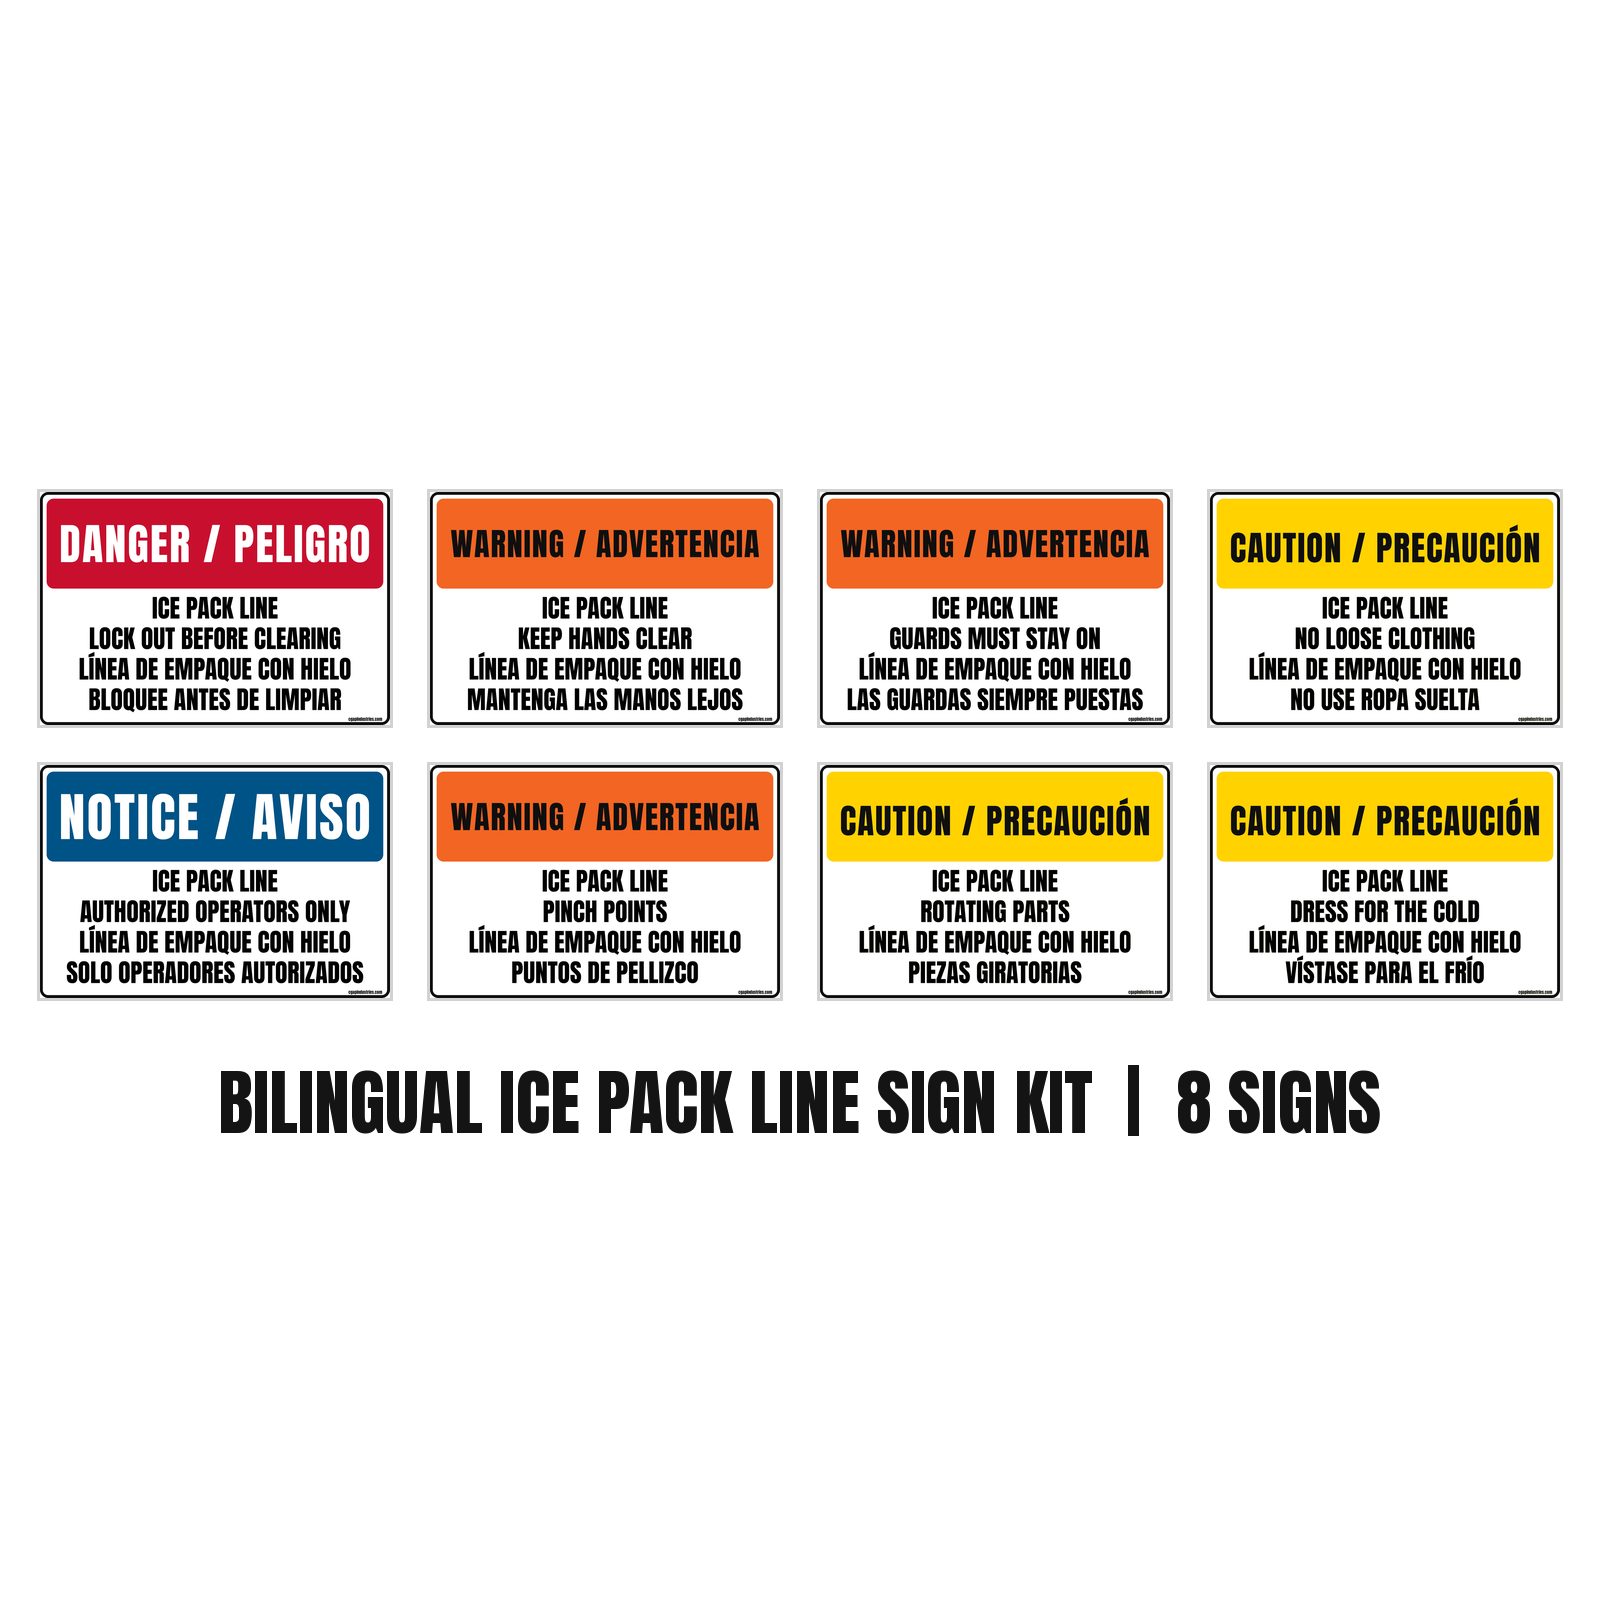 DANGER / PELIGRO
ICE PACK LINE
LOCK OUT BEFORE CLEARING
LÍNEA DE EMPAQUE CON HIELO
BLOQUEE ANTES DE LIMPIAR
cgaphindustries.com
WARNING / ADVERTENCIA
ICE PACK LINE
KEEP HANDS CLEAR
LÍNEA DE EMPAQUE CON HIELO
MANTENGA LAS MANOS LEJOS
WARNING / ADVERTENCIA
ICE PACK LINE
GUARDS MUST STAY ON
LÍNEA DE EMPAQUE CON HIELO
LAS GUARDAS SIEMPRE PUESTAS
CAUTION / PRECAUCIÓN
ICE PACK LINE
NO LOOSE CLOTHING
LÍNEA DE EMPAQUE CON HIELO
NO USE ROPA SUELTA
NOTICE / AVISO
ICE PACK LINE
AUTHORIZED OPERATORS ONLY
LÍNEA DE EMPAQUE CON HIELO
SOLO OPERADORES AUTORIZADOS
WARNING / ADVERTENCIA
ICE PACK LINE
PINCH POINTS
LÍNEA DE EMPAQUE CON HIELO
PUNTOS DE PELLIZCO
CAUTION / PRECAUCIÓN
ICE PACK LINE
ROTATING PARTS
LÍNEA DE EMPAQUE CON HIELO
PIEZAS GIRATORIAS
CAUTION / PRECAUCIÓN
ICE PACK LINE
DRESS FOR THE COLD
LÍNEA DE EMPAQUE CON HIELO
VÍSTASE PARA EL FRÍO
BILINGUAL ICE PACK LINE SIGN KIT | 8 SIGNS